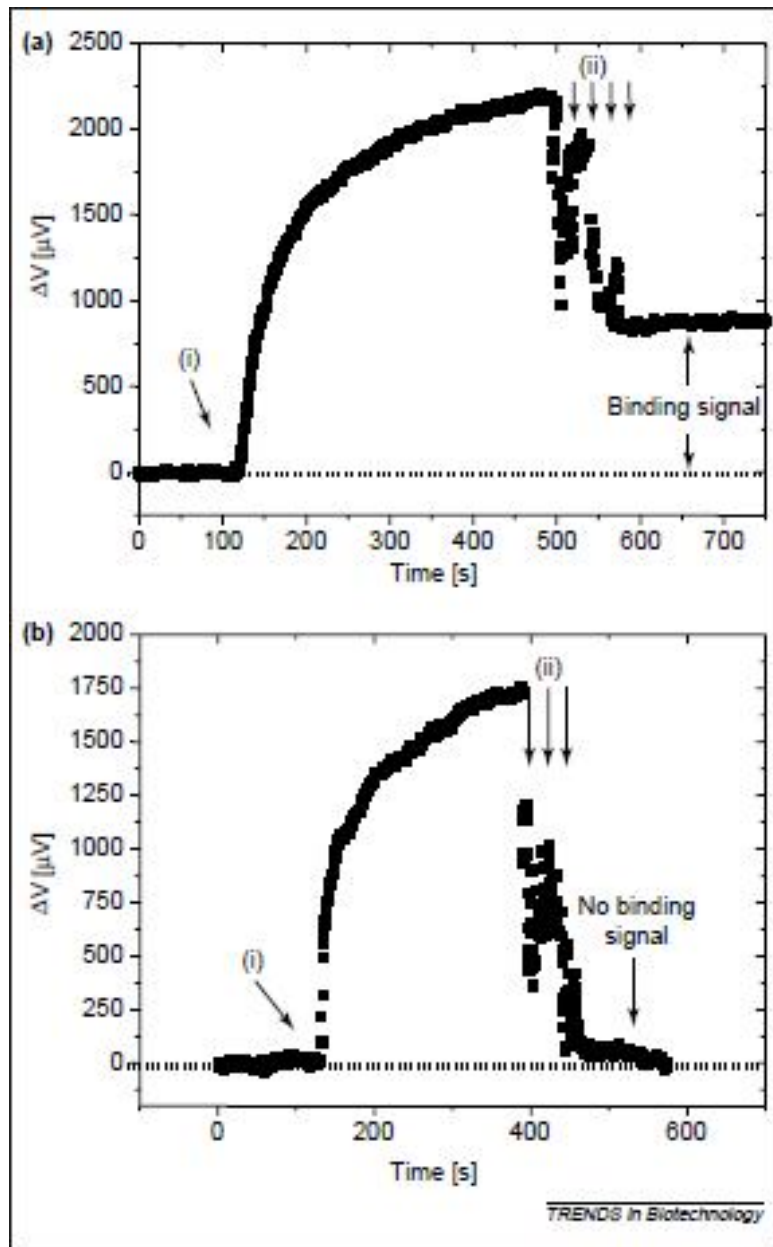 (a)
2500
2000
1500
1000
500
0
ΔV [μV]
(i)
(ii)
Binding signal
0 100 200 300 400 500 600 700
Time [s]
(b)
2000
1750
1500
1250
1000
750
500
250
0
ΔV [μV]
(i)
(ii)
No binding
signal
0 200 400 600
Time [s]
TRENDS in Biotechnology